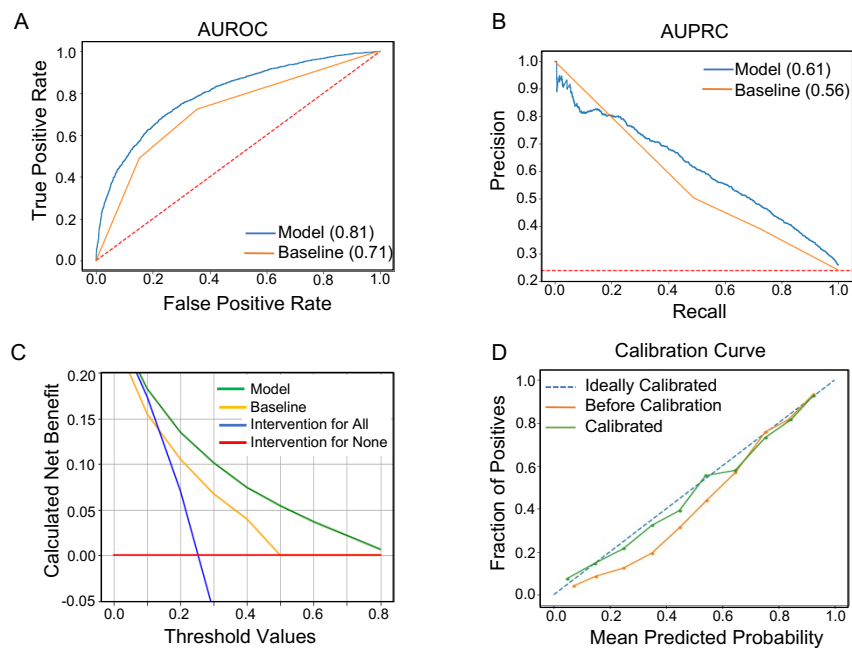 A
AUROC
True Positive Rate
1.0
0.8
0.6
0.4
0.2
0.0
Model (0.81)
Baseline (0.71)
0.0 0.2 0.4 0.6 0.8 1.0
False Positive Rate
B
AUPRC
Precision
1.0
0.9
0.8
0.7
0.6
0.5
0.4
0.3
0.2
Model (0.61)
Baseline (0.56)
0.0 0.2 0.4 0.6 0.8 1.0
Recall
C
Calculated Net Benefit
0.20
0.15
0.10
0.05
0.00
-0.05
Model
Baseline
Intervention for All
Intervention for None
0.0 0.2 0.4 0.6 0.8
Threshold Values
D
Calibration Curve
Fraction of Positives
1.0
0.8
0.6
0.4
0.2
0.0
Ideally Calibrated
Before Calibration
Calibrated
0.0 0.2 0.4 0.6 0.8 1.0
Mean Predicted Probability